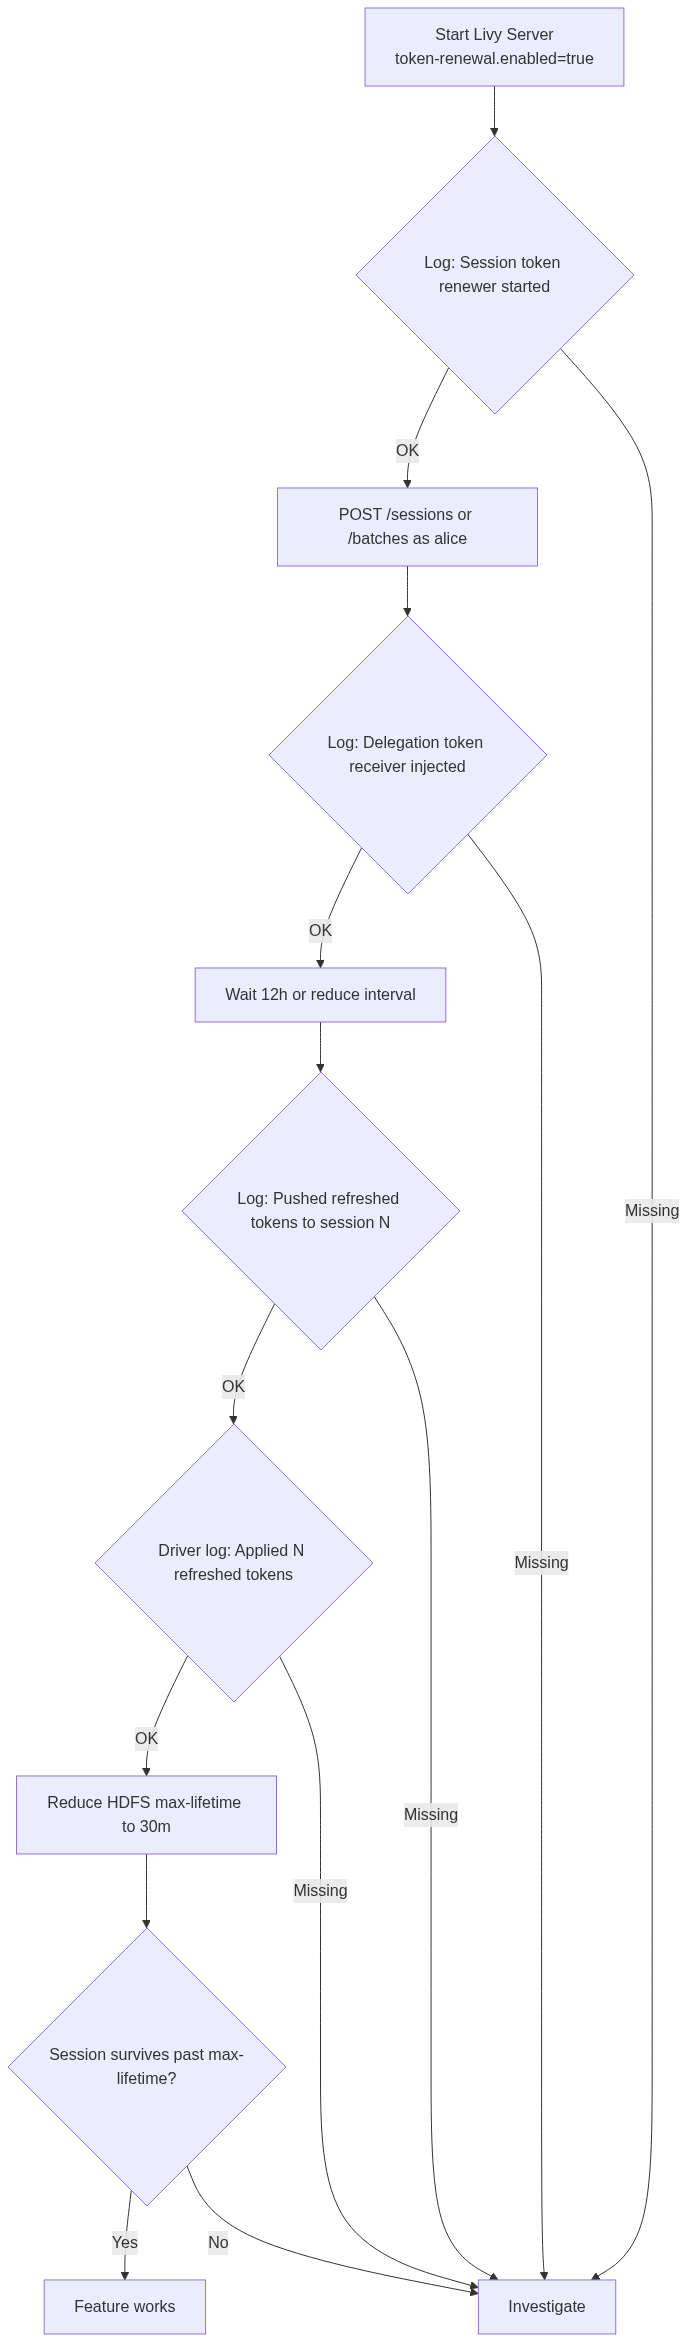 Start Livy Server
token-renewal.enabled=true
Log: Session token
renewer started
OK
POST /sessions or
/batches as alice
Log: Delegation token
receiver injected
OK
Wait 12h or reduce interval
Log: Pushed refreshed
tokens to session N
Missing
OK
Driver log: Applied N
refreshed tokens
Missing
OK
Reduce HDFS max-lifetime
to 30m
Missing
Missing
Session survives past max-
lifetime?
Yes
No
Feature works
Investigate